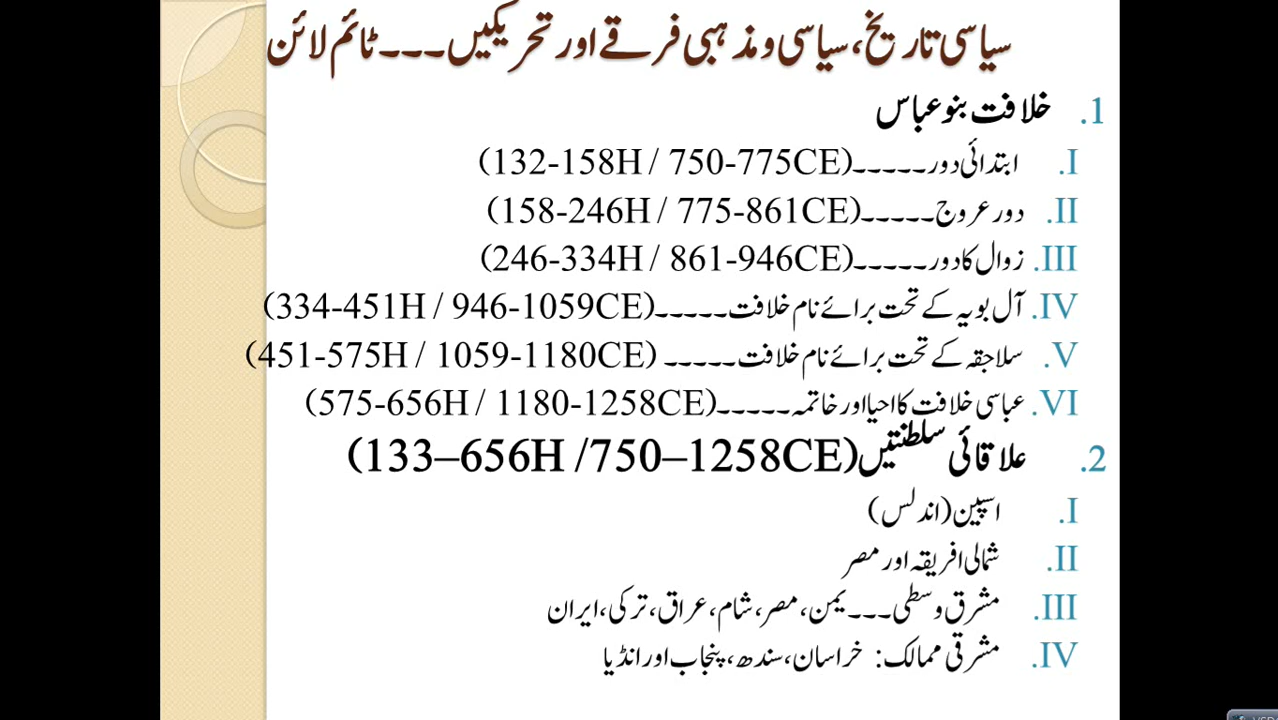 سیاسی تاریخ، سیاسی و مذہبی فرقے اور تحریکیں۔۔۔ ٹائم لائن
1. خلافت بنو عباس
I. ابتدائی دور۔۔۔۔۔(132-158H / 750-775CE)
II. دور عروج۔۔۔۔۔(158-246H / 775-861CE)
III. زوال کا دور۔۔۔۔۔(246-334H / 861-946CE)
IV. آل بویہ کے تحت برائے نام خلافت۔۔۔۔۔(334-451H / 946-1059CE)
V. سلاجقہ کے تحت برائے نام خلافت۔۔۔۔۔ (451-575H / 1059-1180CE)
VI. عباسی خلافت کا احیا اور خاتمہ۔۔۔۔۔(575-656H / 1180-1258CE)
2. علاقائی سلطنتیں(133–656H /750–1258CE)
I. اسپین(اندلس)
II. شمالی افریقہ اور مصر
III. مشرق وسطی۔۔۔یمن، مصر، شام، عراق، ترکی، ایران
IV. مشرقی ممالک: خراسان، سندھ، پنجاب اور انڈیا